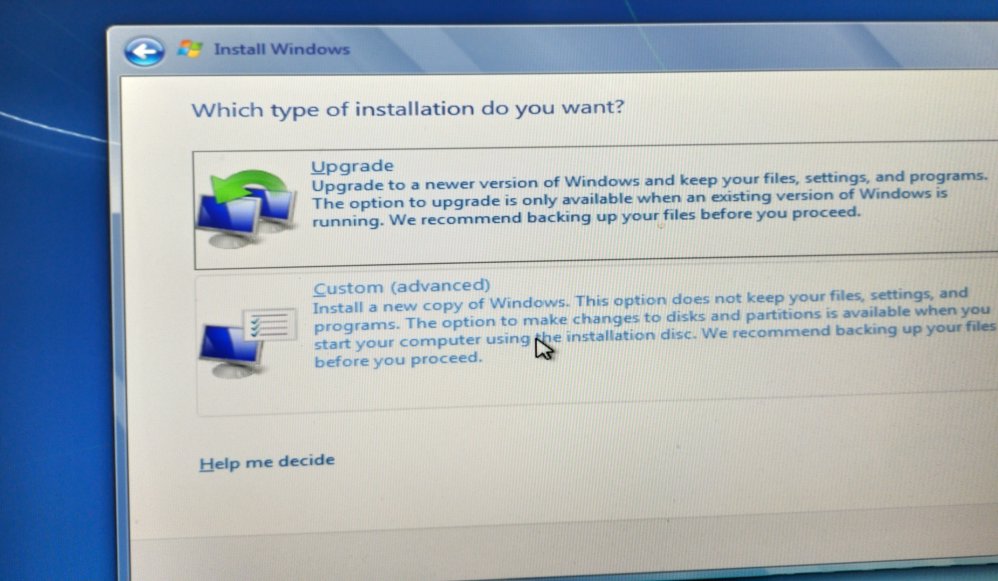 Install Windows
Which type of installation do you want?
Upgrade
Upgrade to a newer version of Windows and keep your files, settings, and programs.
The option to upgrade is only available when an existing version of Windows is
running. We recommend backing up your files before you proceed.
Custom (advanced)
Install a new copy of Windows. This option does not keep your files, settings, and
programs. The option to make changes to disks and partitions is available when you
start your computer using the installation disc. We recommend backing up your files
before you proceed.
Help me decide